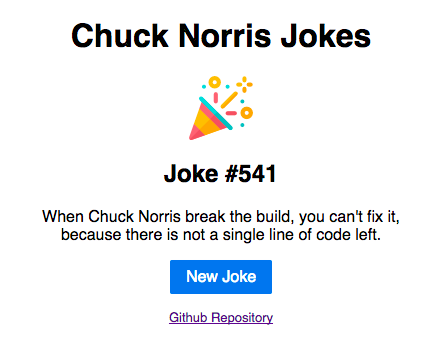 Chuck Norris Jokes
Joke #541
When Chuck Norris break the build, you can't fix it,
because there is not a single line of code left.
New Joke
Github Repository